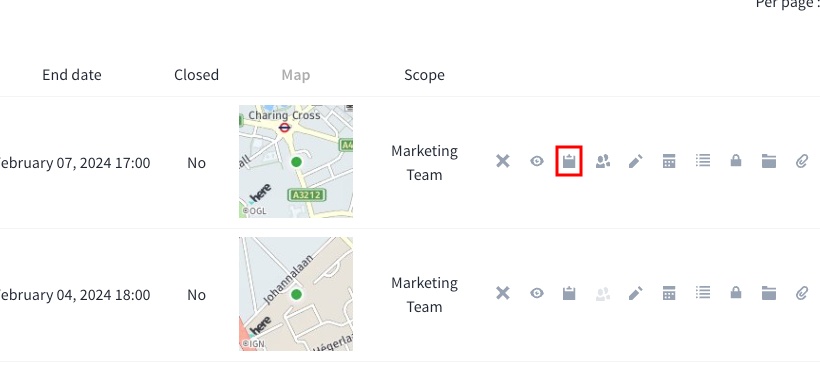 Per page :
End date Closed Map Scope
Charing Cross
all
A4
here
A3212
©OGL
ebruary 07, 2024 17:00 No Marketing
Team
Johannalaan
here
©IGN
Hégerlaa
ebruary 04, 2024 18:00 No Marketing
Team